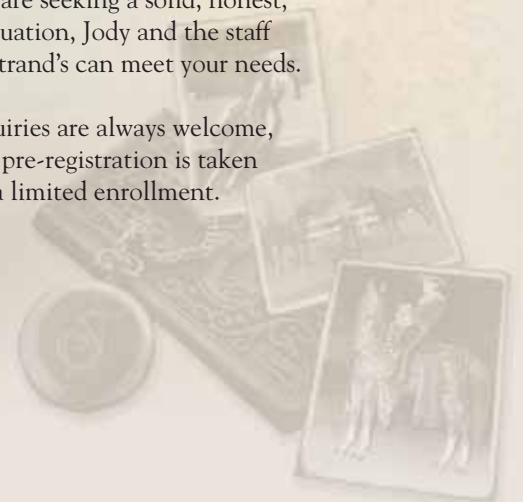 are seeking a solid, honest,
uation, Jody and the staff
trand's can meet your needs.
uiries are always welcome,
pre-registration is taken
limited enrollment.